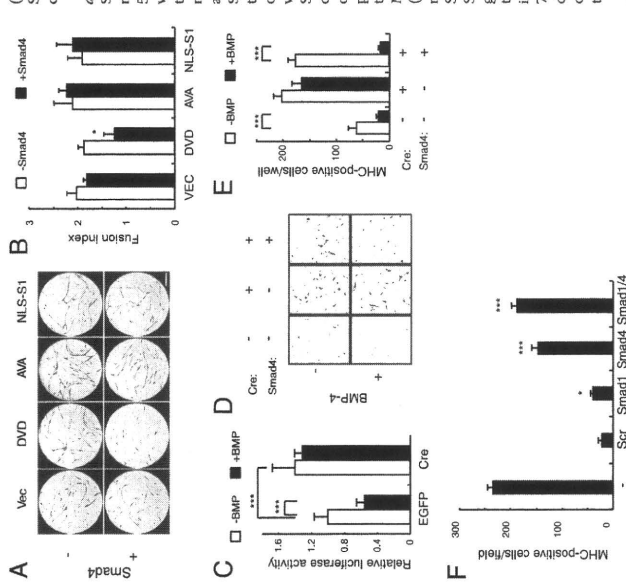 A
Vec DVD AVA NLS-S1
-
+
Smad4
B
-Smad4 +Smad4
Fusion index
3
2
1
0
*
VEC DVD AVA NLS-S1
C
-BMP +BMP
Relative luciferase activity
1.6
1.2
0.8
0.4
0
***
***
EGFP Cre
D
Cre: - + +
Smad4: - - +
BMP-4
-
+
E
-BMP +BMP
MHC-positive cells/well
200
100
0
***
***
Cre: - + +
Smad4: - - +
F
MHC-positive cells/field
300
200
100
0
* *** ***
- Scr Smad1 Smad4 Smad1/4